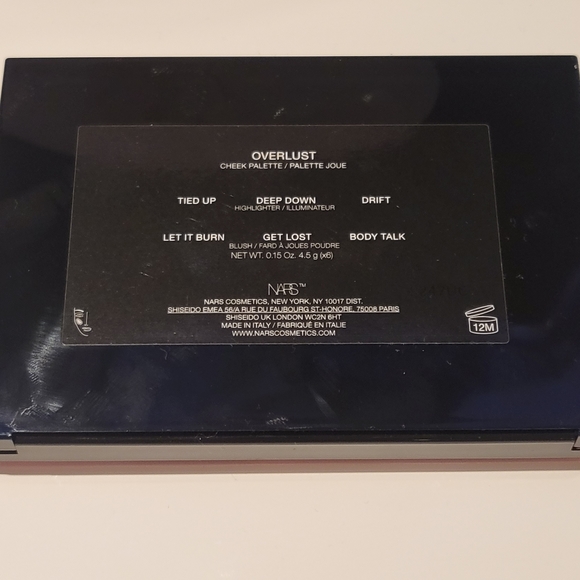 OVERLUST
CHEEK PALETTE / PALETTE JOUE
TIED UP DEEP DOWN DRIFT
HIGHLIGHTER / ILLUMINATEUR
LET IT BURN GET LOST BODY TALK
BLUSH / FARD À JOUES POUDRE
NET WT. 0.15 Oz. 4.5 g (x6)
NARS™
NARS COSMETICS, NEW YORK, NY 10017 DIST.
SHISEIDO EMEA 56/A RUE DU FAUBOURG ST-HONORE, 75008 PARIS
SHISEIDO UK LONDON WC2N 6HT
MADE IN ITALY / FABRIQUÉ EN ITALIE
WWW.NARSCOSMETICS.COM
12M